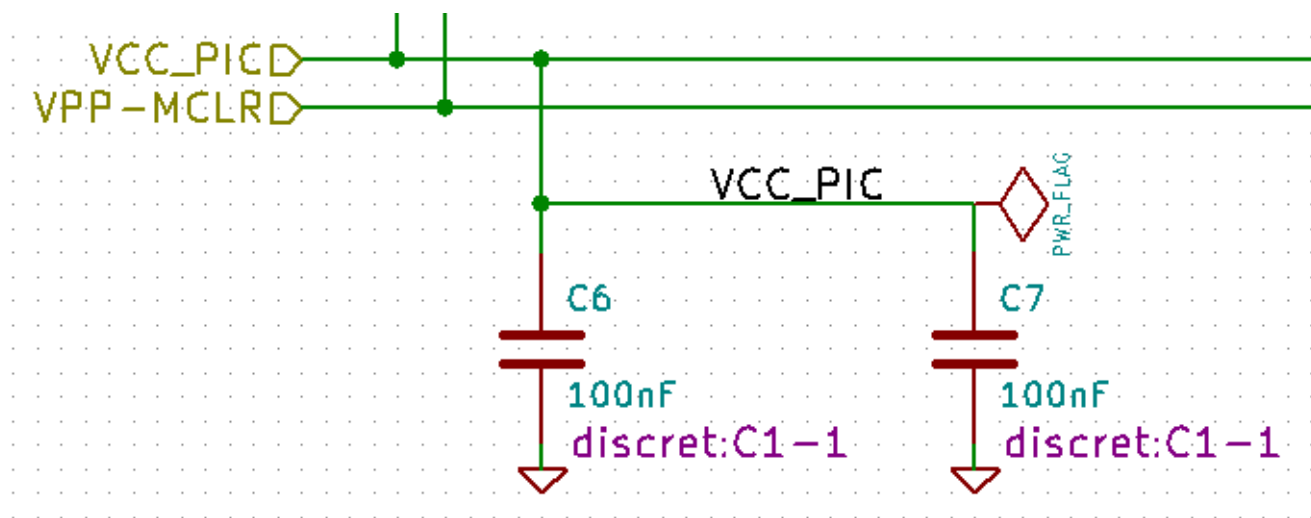 VCC_PIC
VPP-MCLR
VCC_PIC
PWR_FLAG
C6
C7
100nF
100nF
discret:C1-1
discret:C1-1